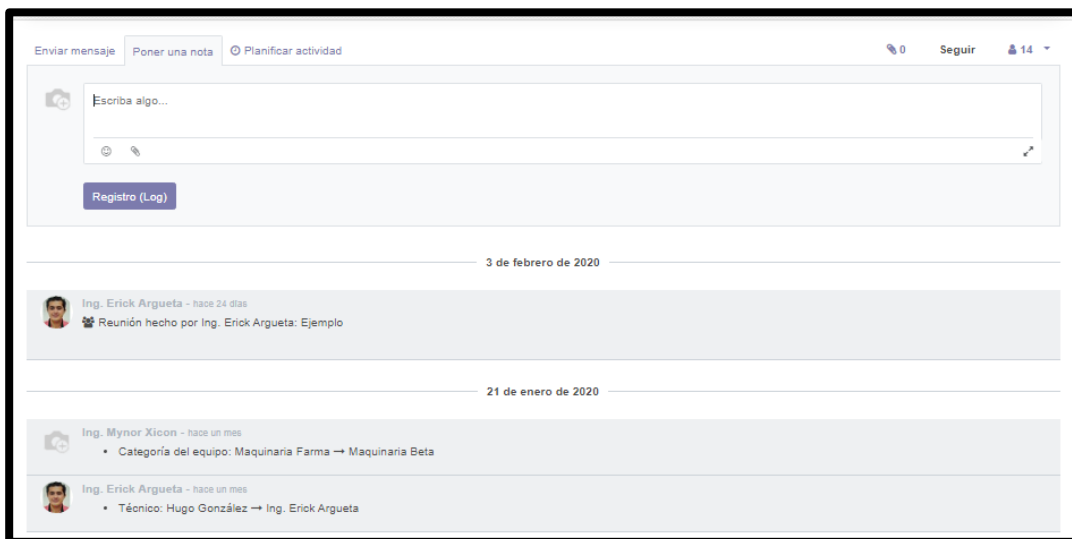 Enviar mensaje Poner una nota Planificar actividad 0 Seguir 14
Escriba algo...
Registro (Log)
3 de febrero de 2020
Ing. Erick Argueta - hace 24 días
Reunión hecho por Ing. Erick Argueta: Ejemplo
21 de enero de 2020
Ing. Mynor Xicon - hace un mes
• Categoría del equipo: Maquinaria Farma → Maquinaria Beta
Ing. Erick Argueta - hace un mes
• Técnico: Hugo González → Ing. Erick Argueta